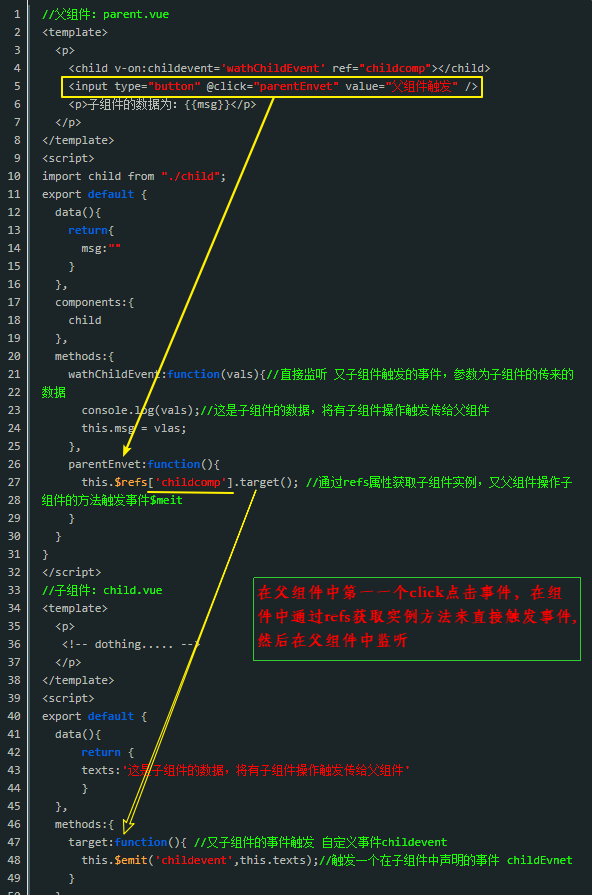 1 //父组件：parent.vue
2 <template>
3 <p>
4 <child v-on:childevent='wathChildEvent' ref="childcomp"></child>
5 <input type="button" @click="parentEnvet" value="父组件触发" />
6 <p>子组件的数据为：{{msg}}</p>
7 </p>
8 </template>
9 <script>
10 import child from "./child";
11 export default {
12 data(){
13 return{
14 msg:""
15 }
16 },
17 components:{
18 child
19 },
20 methods:{
21 wathChildEvent:function(vals){//直接监听 又子组件触发的事件，参数为子组件的传来的
22 数据
23 console.log(vals);//这是子组件的数据，将有子组件操作触发传给父组件
24 this.msg = vlas;
25 },
26 parentEnvet:function(){
27 this.$refs['childcomp'].target(); //通过refs属性获取子组件实例，又父组件操作子
28 组件的方法触发事件$meit
29 }
30 }
31 }
32 </script>
33 //子组件：child.vue
34 <template>
35 <p>
36 <!-- dothing..... -->
37 </p>
38 </template>
39 <script>
40 export default {
41 data(){
42 return {
43 texts:'这是子组件的数据，将有子组件操作触发传给父组件'
44 }
45 },
46 methods:{
47 target:function(){ //又子组件的事件触发 自定义事件childevent
48 this.$emit('childevent',this.texts);//触发一个在子组件中声明的事件 childEvnet
49 }
在父组件中第一一个click点击事件，在组
件中通过refs获取实例方法来直接触发事件,
然后在父组件中监听